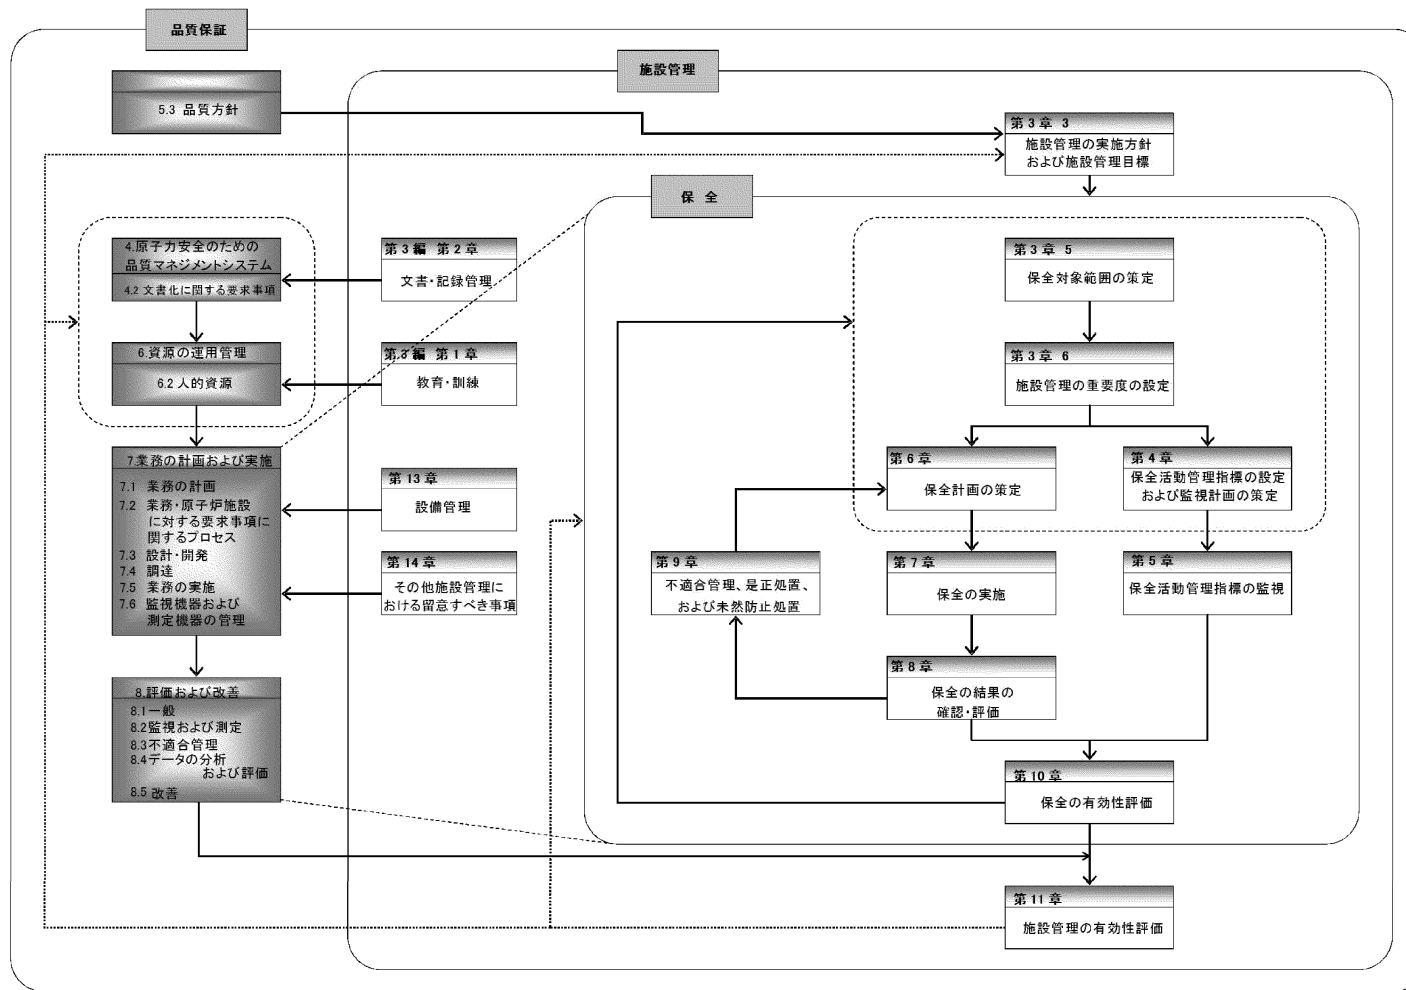 品質保証
施設管理
5.3 品質方針
第3章 3
施設管理の実施方針
および施設管理目標
保 全
4.原子力安全のための
品質マネジメントシステム
4.2 文書化に関する要求事項
第3編 第2章
文書・記録管理
第3章 5
保全対象範囲の策定
6.資源の運用管理
6.2 人的資源
第3編 第1章
教育・訓練
第3章 6
施設管理の重要度の設定
7.業務の計画および実施
7.1 業務の計画
7.2 業務・原子炉施設
に対する要求事項に
関するプロセス
7.3 設計・開発
7.4 調達
7.5 業務の実施
7.6 監視機器および
測定機器の管理
第13章
設備管理
第14章
その他施設管理に
おける留意すべき事項
第6章
保全計画の策定
第4章
保全活動管理指標の設定
および監視計画の策定
第9章
不適合管理、是正処置、
および未然防止処置
第7章
保全の実施
第5章
保全活動管理指標の監視
第8章
保全の結果の
確認・評価
8.評価および改善
8.1一般
8.2監視および測定
8.3不適合管理
8.4データの分析
および評価
8.5 改善
第10章
保全の有効性評価
第11章
施設管理の有効性評価